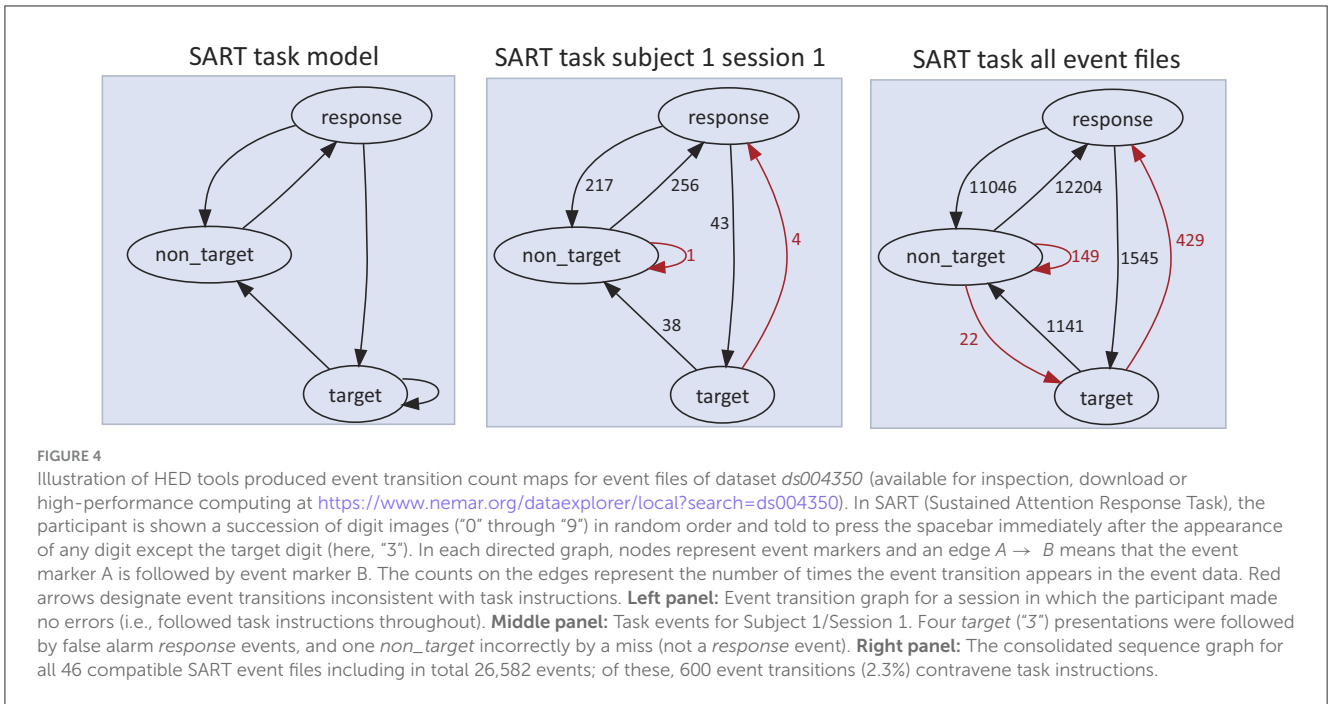 SART task model
SART task subject 1 session 1
SART task all event files
response
non_target
target
response
217
256
43
4
non_target
1
38
target
response
11046
12204
429
non_target
149
1545
22
1141
target
FIGURE 4
Illustration of HED tools produced event transition count maps for event files of dataset ds004350 (available for inspection, download or
high-performance computing at https://www.nemar.org/dataexplorer/local?search=ds004350). In SART (Sustained Attention Response Task), the
participant is shown a succession of digit images (“0” through “9”) in random order and told to press the spacebar immediately after the appearance
of any digit except the target digit (here, “3”). In each directed graph, nodes represent event markers and an edge A → B means that the event
marker A is followed by event marker B. The counts on the edges represent the number of times the event transition appears in the event data. Red
arrows designate event transitions inconsistent with task instructions. Left panel: Event transition graph for a session in which the participant made
no errors (i.e., followed task instructions throughout). Middle panel: Task events for Subject 1/Session 1. Four target (“3”) presentations were followed
by false alarm response events, and one non_target incorrectly by a miss (not a response event). Right panel: The consolidated sequence graph for
all 46 compatible SART event files including in total 26,582 events; of these, 600 event transitions (2.3%) contravene task instructions.